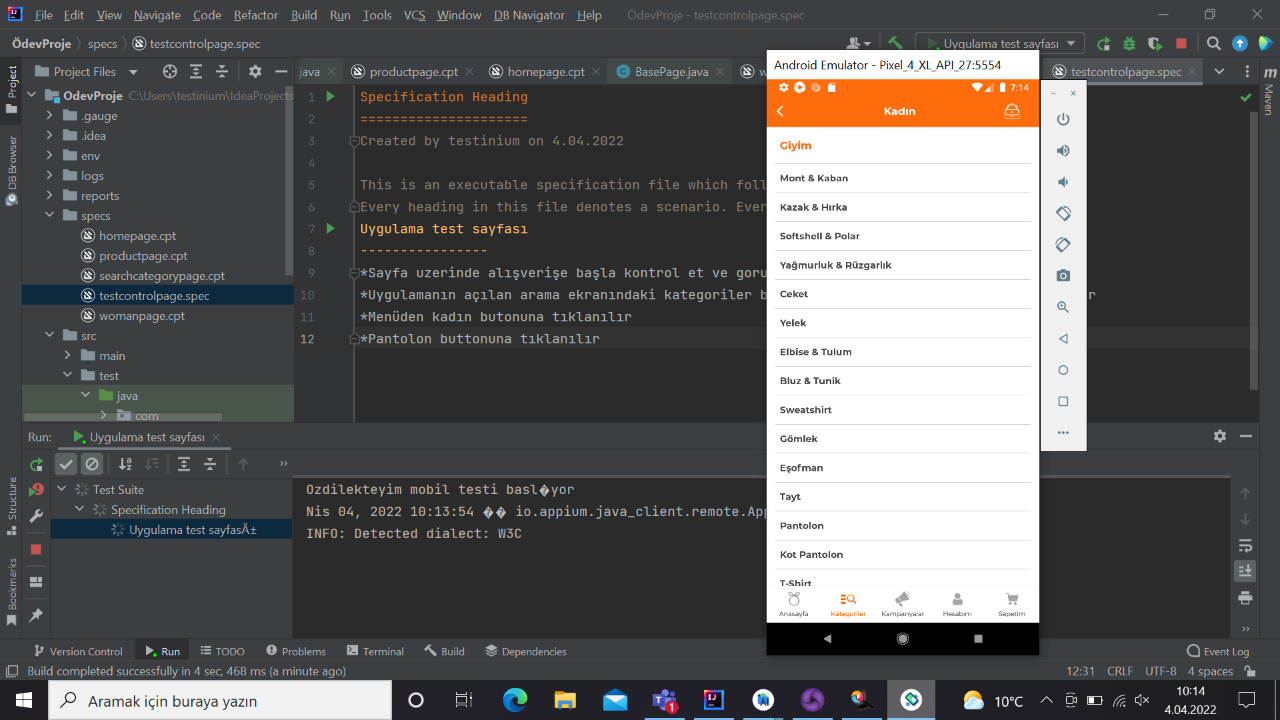 File Edit View Navigate Code Refactor Build Run Tools VCS Window DB Navigator Help ÖdevProje - testcontrolpage.spec
ÖdevProje specs testcontrolpage.spec
Uygulama test sayfası
Project
Project Files
java productpage.cpt homepage.cpt BasePage.java
testcontrolpage.spec
Maven
DB Browser
OdevProje C:\Users\testinium\IdeaProjects
.gauge
.idea
env
logs
reports
specs
homepage.cpt
productpage.cpt
searchcategorypage.cpt
testcontrolpage.spec
womanpage.cpt
src
main
test
java
com
1 Specification Heading
2 =====================
3 Created by testinium on 4.04.2022
4
5 This is an executable specification file which foll
6 Every heading in this file denotes a scenario. Ever
7 Uygulama test sayfası
8 ----------------
9 *Sayfa uzerinde alışverişe başla kontrol et ve goru
10 *Uygulamanın açılan arama ekranındaki kategoriler b
11 *Menüden kadın butonuna tıklanılır
12 *Pantolon buttonuna tıklanılır
Android Emulator - Pixel_4_XL_API_27:5554
7:14
Kadın
Giyim
Mont & Kaban
Kazak & Hırka
Softshell & Polar
Yağmurluk & Rüzgarlık
Ceket
Yelek
Elbise & Tulum
Bluz & Tunik
Sweatshirt
Gömlek
Eşofman
Tayt
Pantolon
Kot Pantolon
T-Shirt
Anasayfa Kategoriler Kampanyalar Hesabım Sepetim
Run: Uygulama test sayfası
Structure
Bookmarks
Test Suite
Specification Heading
Uygulama test sayfasÄ±
Ozdilekteyim mobil testi basl�yor
Nis 04, 2022 10:13:54 �� io.appium.java_client.remote.App
INFO: Detected dialect: W3C
Version Control Run TODO Problems Terminal Build Dependencies Event Log
Build completed successfully in 4 sec, 468 ms (a minute ago) 12:31 CRLF UTF-8 4 spaces
Aramak için buraya yazın
1
10°C
10:14
4.04.2022